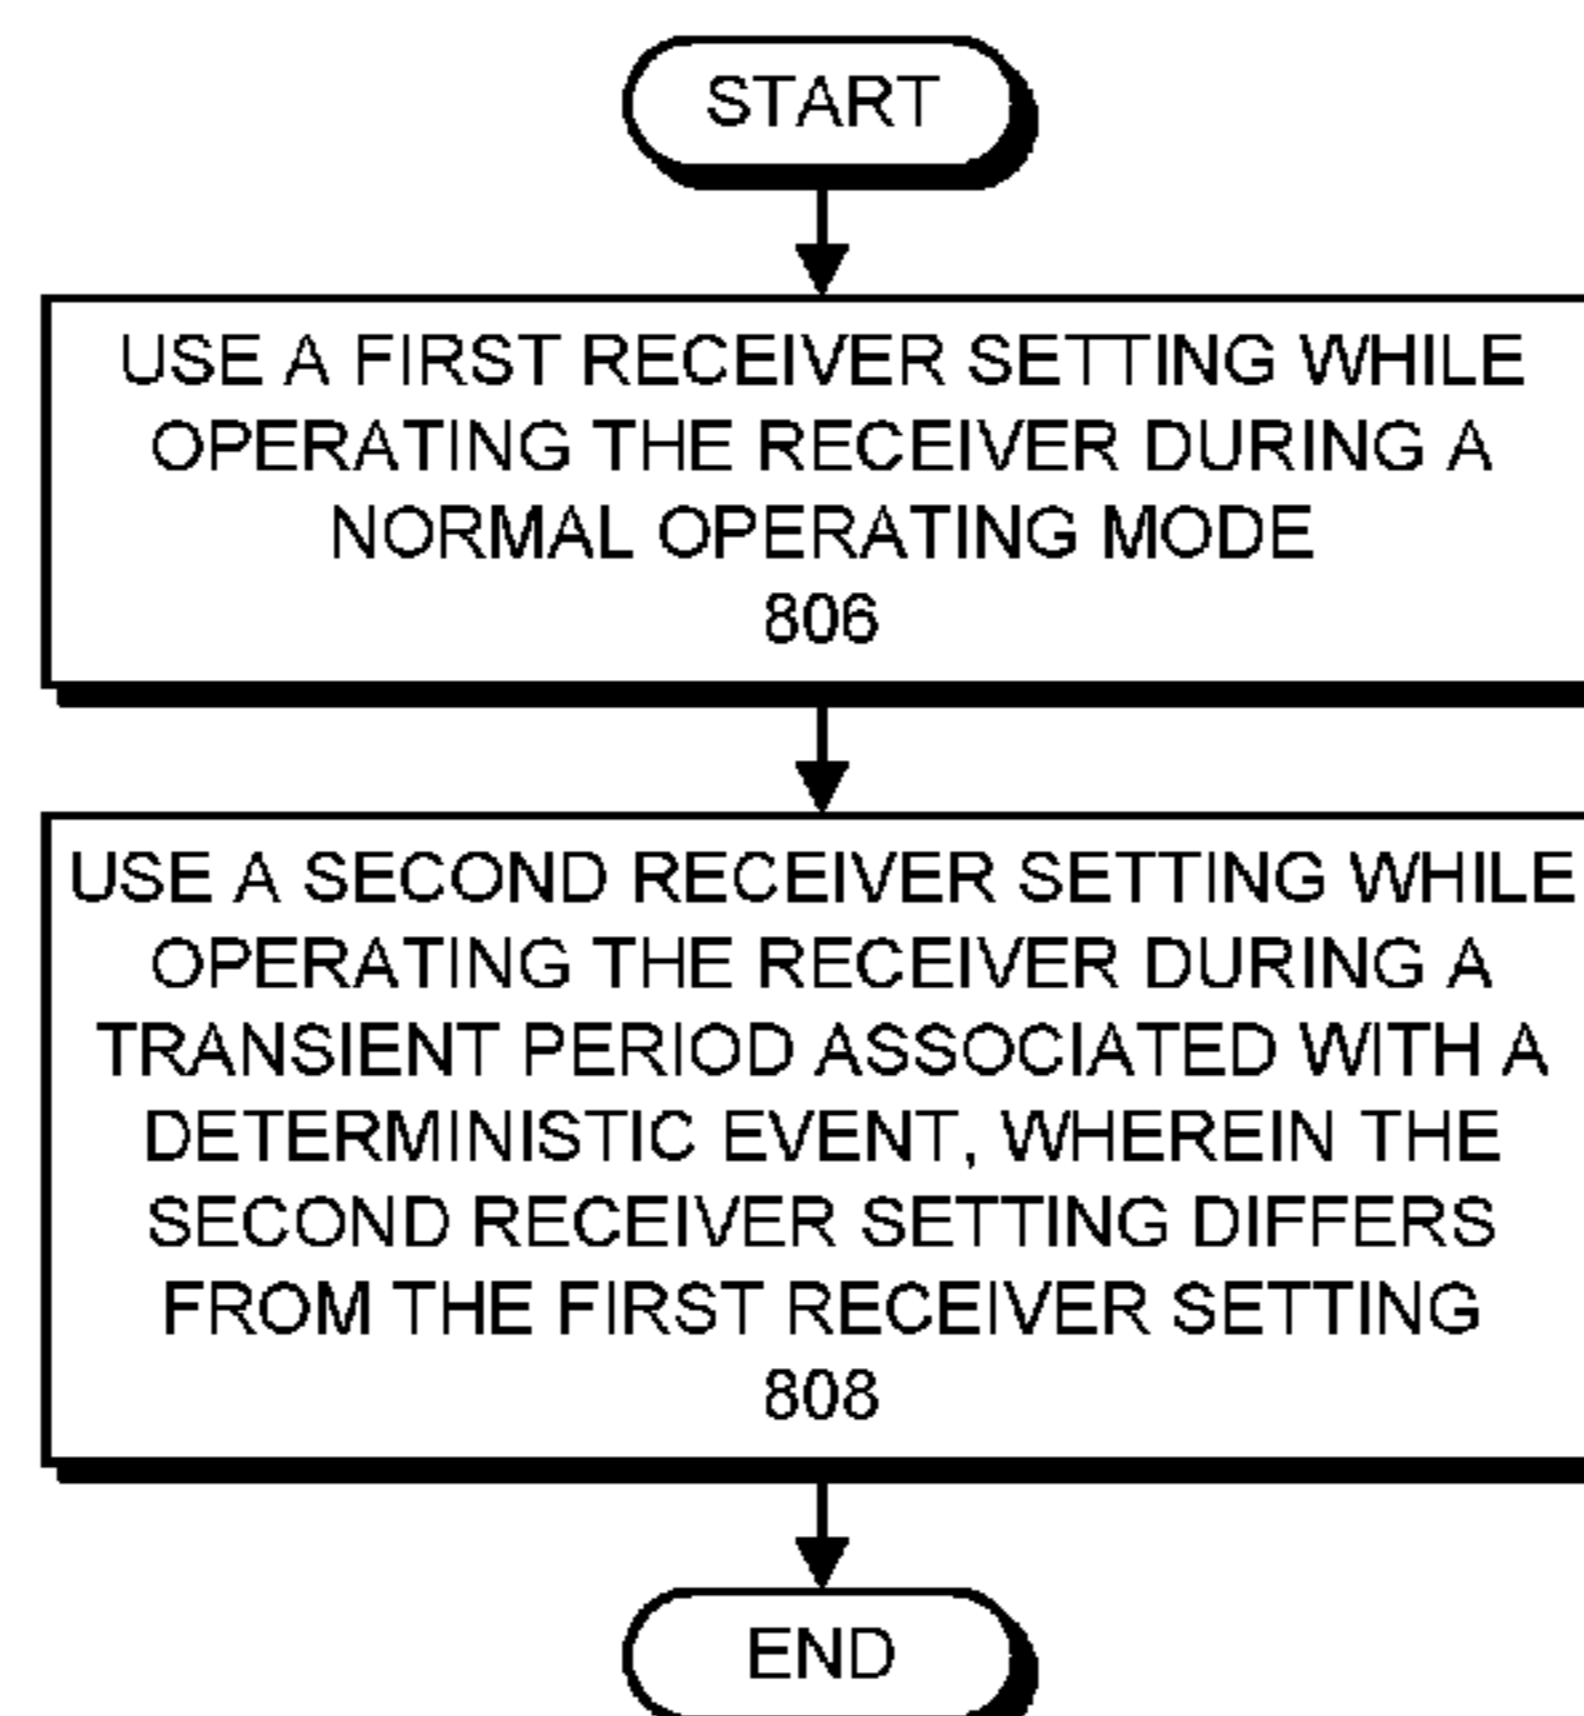 START
USE A FIRST RECEIVER SETTING WHILE
OPERATING THE RECEIVER DURING A
NORMAL OPERATING MODE
806
USE A SECOND RECEIVER SETTING WHILE
OPERATING THE RECEIVER DURING A
TRANSIENT PERIOD ASSOCIATED WITH A
DETERMINISTIC EVENT, WHEREIN THE
SECOND RECEIVER SETTING DIFFERS
FROM THE FIRST RECEIVER SETTING
808
END